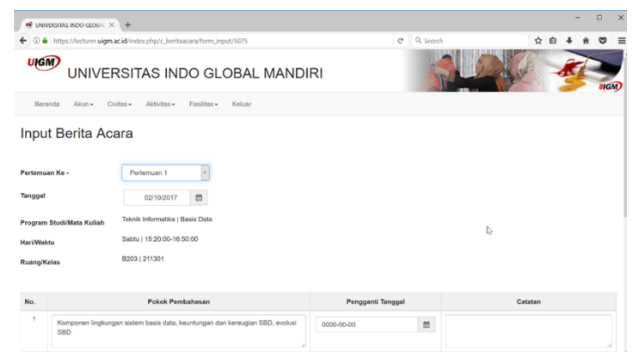 UNIVERSITAS INDO GLOBAL
https://lecturer.uigm.ac.id/index.php/c_beritaacara/form_input/5075
Search
UIGM
UNIVERSITAS INDO GLOBAL MANDIRI
UIGM
Beranda Akun Civitas Aktivitas Fasilitas Keluar
Input Berita Acara
Pertemuan Ke - Pertemuan 1
Tanggal 02/10/2017
Program Studi/Mata Kuliah Teknik Informatika | Basis Data
Hari/Waktu Sabtu | 15:20:00-16:50:00
Ruang/Kelas B203 | 211301
No. Pokok Pembahasan Pengganti Tanggal Catatan
1 Komponen lingkungan sistem basis data, keuntungan dan kereugian SBD, evolusi
SBD
0000-00-00